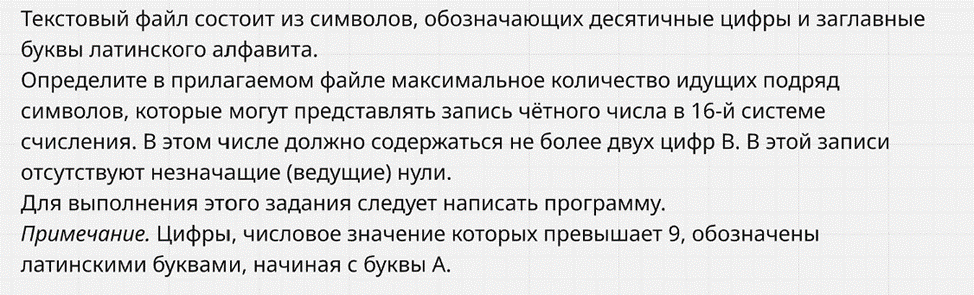 Текстовый файл состоит из символов, обозначающих десятичные цифры и заглавные
буквы латинского алфавита.
Определите в прилагаемом файле максимальное количество идущих подряд
символов, которые могут представлять запись чётного числа в 16-й системе
счисления. В этом числе должно содержаться не более двух цифр B. В этой записи
отсутствуют незначащие (ведущие) нули.
Для выполнения этого задания следует написать программу.
Примечание. Цифры, числовое значение которых превышает 9, обозначены
латинскими буквами, начиная с буквы A.